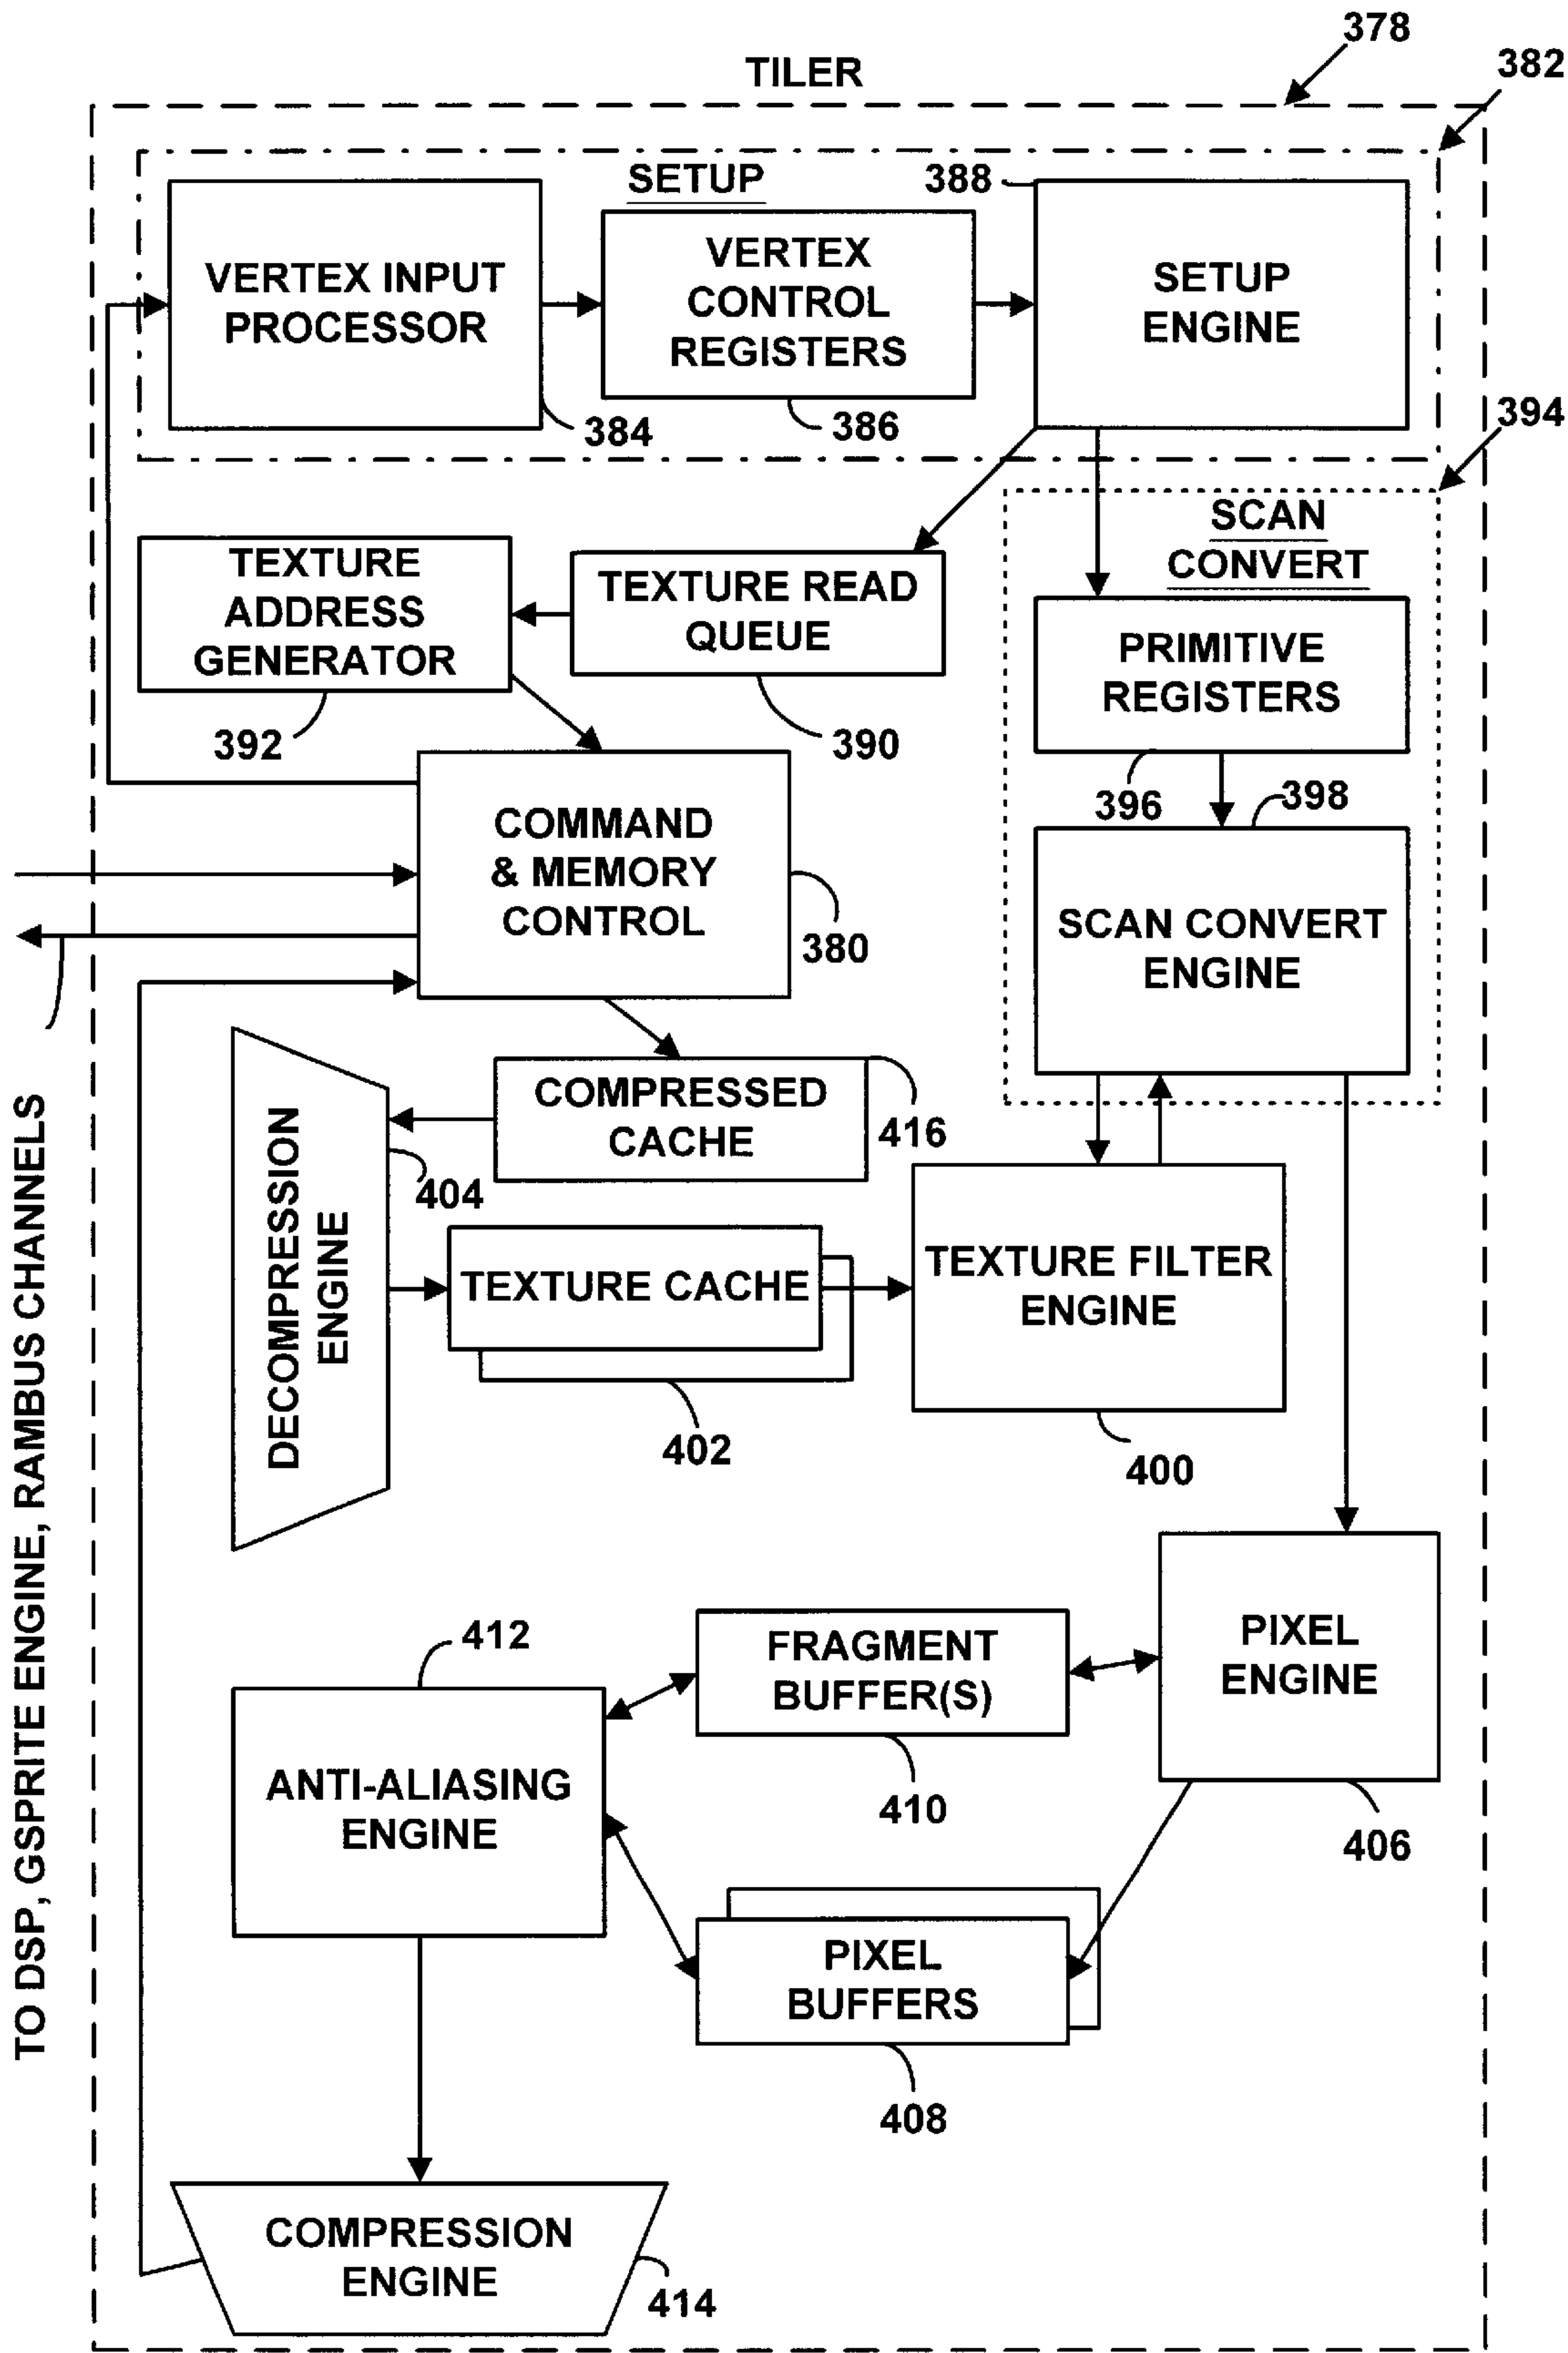 378
TILER
382
SETUP
388
VERTEX INPUT
PROCESSOR
VERTEX
CONTROL
REGISTERS
SETUP
ENGINE
384
386
394
SCAN
CONVERT
TEXTURE
ADDRESS
GENERATOR
TEXTURE READ
QUEUE
PRIMITIVE
REGISTERS
392
390
396
398
COMMAND
& MEMORY
CONTROL
380
SCAN CONVERT
ENGINE
COMPRESSED
CACHE
416
404
DECOMPRESSION
ENGINE
TEXTURE CACHE
TEXTURE FILTER
ENGINE
402
400
TO DSP, GSPRITE ENGINE, RAMBUS CHANNELS
412
FRAGMENT
BUFFER(S)
PIXEL
ENGINE
ANTI-ALIASING
ENGINE
410
406
PIXEL
BUFFERS
408
COMPRESSION
ENGINE
414